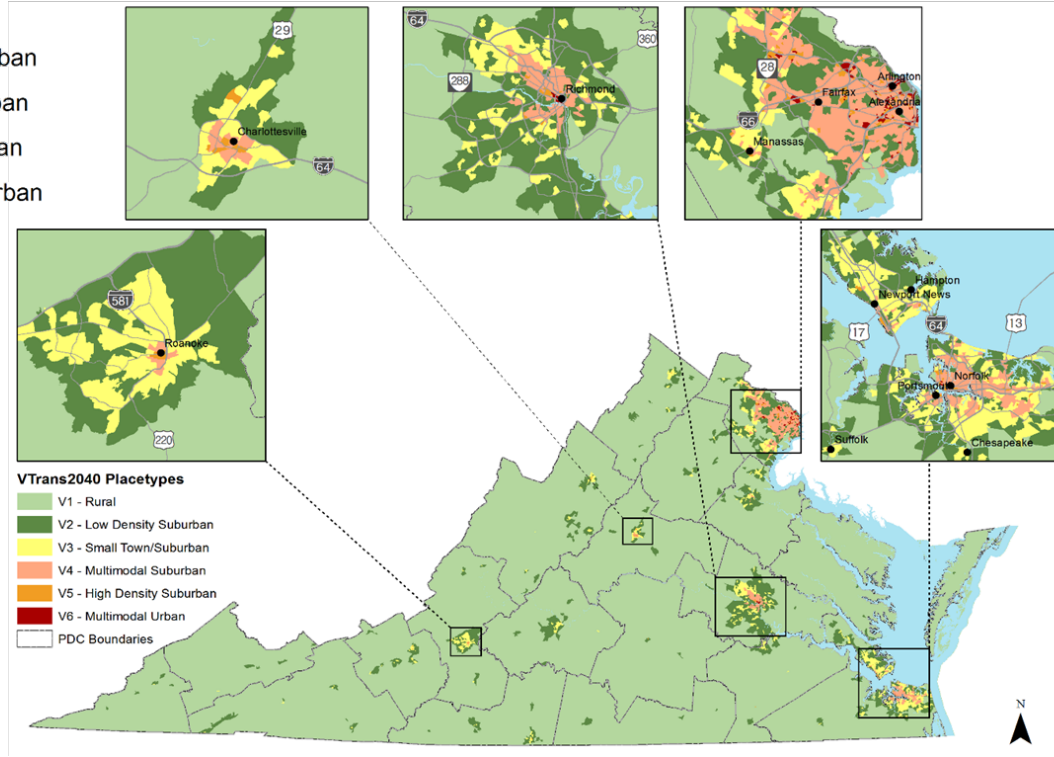 ban
ban
an
rban
29
Charlottesville
64
64
360
288
Richmond
28
Arlington
Fairfax
Alexandria
66
Manassas
581
Roanoke
220
Hampton
Newport News
64
13
17
Norfolk
Portsmouth
Suffolk
Chesapeake
VTrans2040 Placetypes
V1 - Rural
V2 - Low Density Suburban
V3 - Small Town/Suburban
V4 - Multimodal Suburban
V5 - High Density Suburban
V6 - Multimodal Urban
PDC Boundaries
N